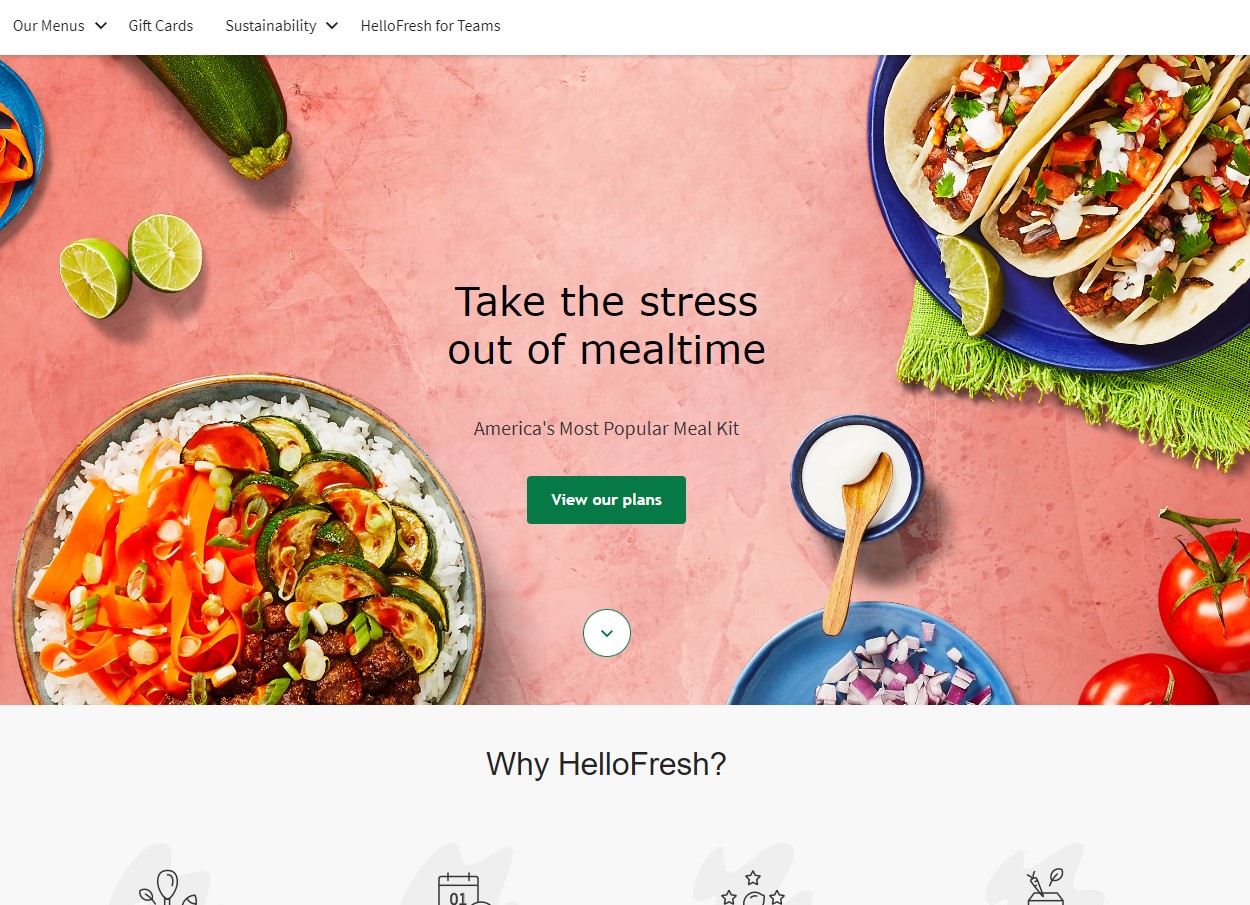 Our Menus Gift Cards Sustainability HelloFresh for Teams
Take the stress
out of mealtime
America's Most Popular Meal Kit
View our plans
Why HelloFresh?
01